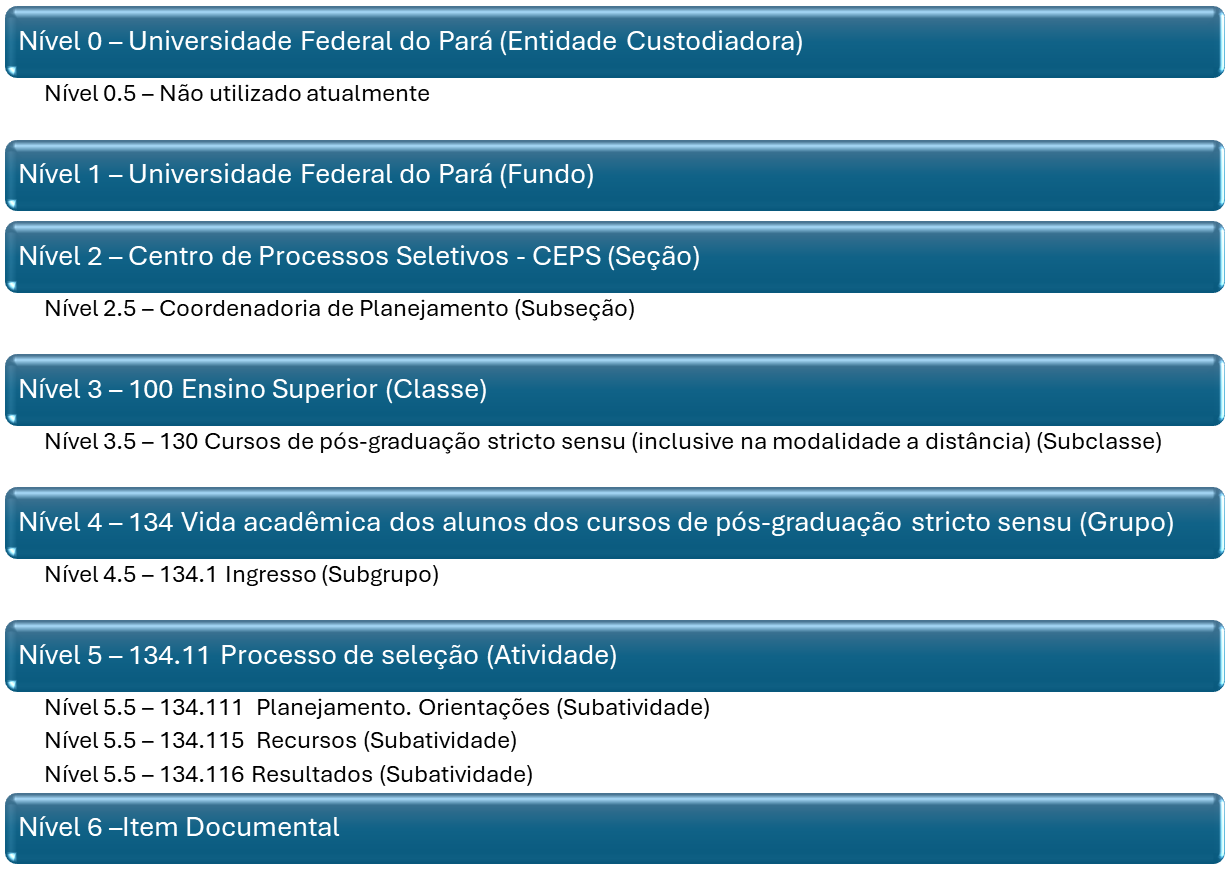 Nível 0 – Universidade Federal do Pará (Entidade Custodiadora)
Nível 0.5 – Não utilizado atualmente
Nível 1 – Universidade Federal do Pará (Fundo)
Nível 2 – Centro de Processos Seletivos - CEPS (Seção)
Nível 2.5 – Coordenadoria de Planejamento (Subseção)
Nível 3 – 100 Ensino Superior (Classe)
Nível 3.5 – 130 Cursos de pós-graduação stricto sensu (inclusive na modalidade a distância) (Subclasse)
Nível 4 – 134 Vida acadêmica dos alunos dos cursos de pós-graduação stricto sensu (Grupo)
Nível 4.5 – 134.1 Ingresso (Subgrupo)
Nível 5 – 134.11 Processo de seleção (Atividade)
Nível 5.5 – 134.111 Planejamento. Orientações (Subatividade)
Nível 5.5 – 134.115 Recursos (Subatividade)
Nível 5.5 – 134.116 Resultados (Subatividade)
Nível 6 –Item Documental